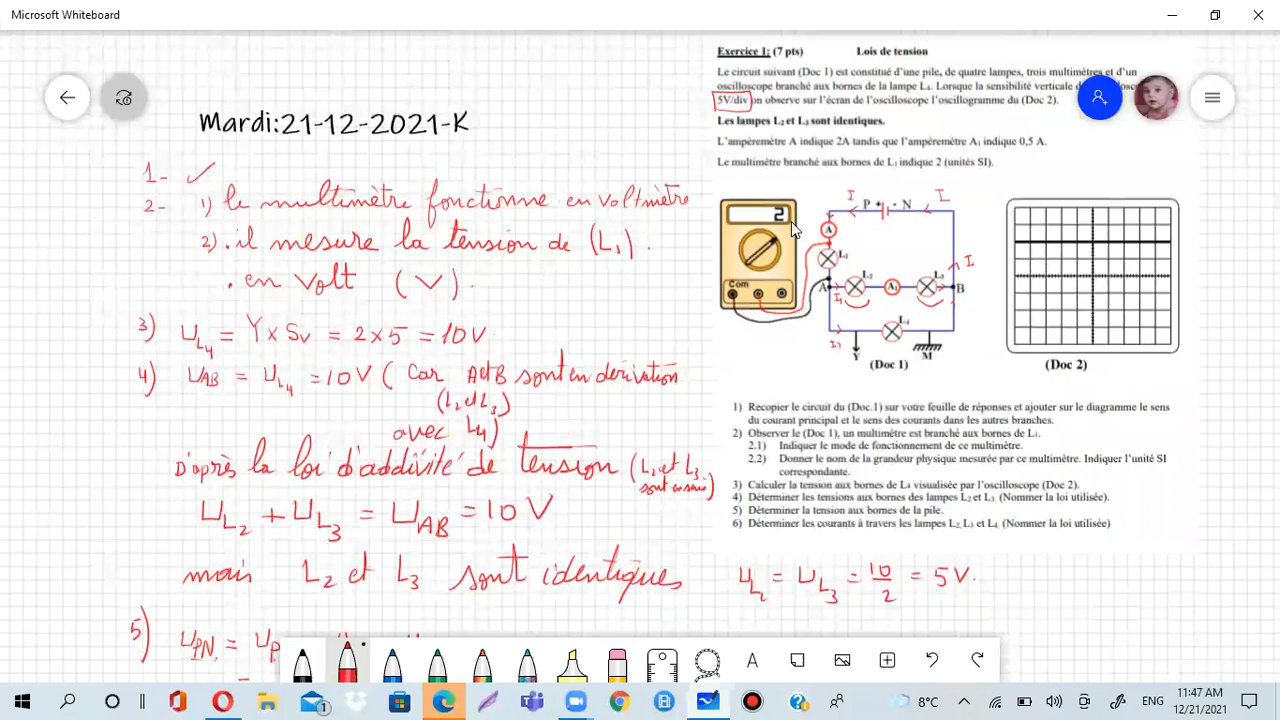 Microsoft Whiteboard
Mardi:21-12-2021-K
1- ✓
2- 1) le multimètre fonctionne en voltmètre
2) . il mesure la tension de (L1).
. en Volt (V).
3) UL4 = Y x Sv = 2 x 5 = 10V.
4) UAB = UL4 = 10V ( Car A et B sont en derivation
(L2 et L3)
avec L4)
D'après la loi d'addivité de tension (L2 et L3
sont en serie)
UL2 + UL3 = UAB = 10 V
mais L2 et L3 sont identiques
UL2 = UL3 = 10/2 = 5V.
5) UPN =
Exercice 1: (7 pts) Lois de tension
Le circuit suivant (Doc 1) est constitué d'une pile, de quatre lampes, trois multimètres et d'un
oscilloscope branché aux bornes de la lampe L4. Lorsque la sensibilité verticale
5V/div on observe sur l'écran de l'oscilloscope l'oscillogramme du (Doc 2).
Les lampes L2 et L3 sont identiques.
L'ampèremètre A indique 2A tandis que l'ampèremètre A1 indique 0,5 A.
Le multimètre branché aux bornes de L1 indique 2 (unités SI).
2
Com
I P + - N I
A
L1
L2 L3 I
A I1 A1 B
L4
I2
Y M
(Doc 1) (Doc 2)
1) Recopier le circuit du (Doc.1) sur votre feuille de réponses et ajouter sur le diagramme le sens
du courant principal et le sens des courants dans les autres branches.
2) Observer le (Doc 1), un multimètre est branché aux bornes de L1.
2.1) Indiquer le mode de fonctionnement de ce multimètre.
2.2) Donner le nom de la grandeur physique mesurée par ce multimètre. Indiquer l'unité SI
correspondante.
3) Calculer la tension aux bornes de L4 visualisée par l'oscilloscope (Doc 2).
4) Déterminer les tensions aux bornes des lampes L2 et L3. (Nommer la loi utilisée).
5) Déterminer la tension aux bornes de la pile.
6) Déterminer les courants à travers les lampes L2, L3 et L4. (Nommer la loi utilisée)
8°C
11:47 AM
12/21/2021